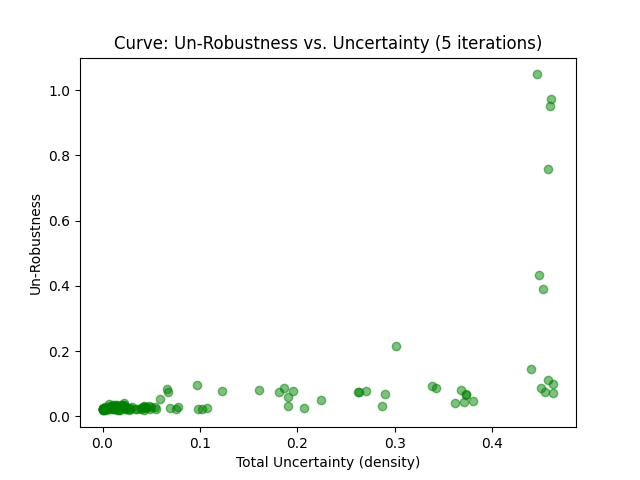 Curve: Un-Robustness vs. Uncertainty (5 iterations)
1.0
0.8
0.6
0.4
0.2
0.0
Un-Robustness
0.0 0.1 0.2 0.3 0.4
Total Uncertainty (density)